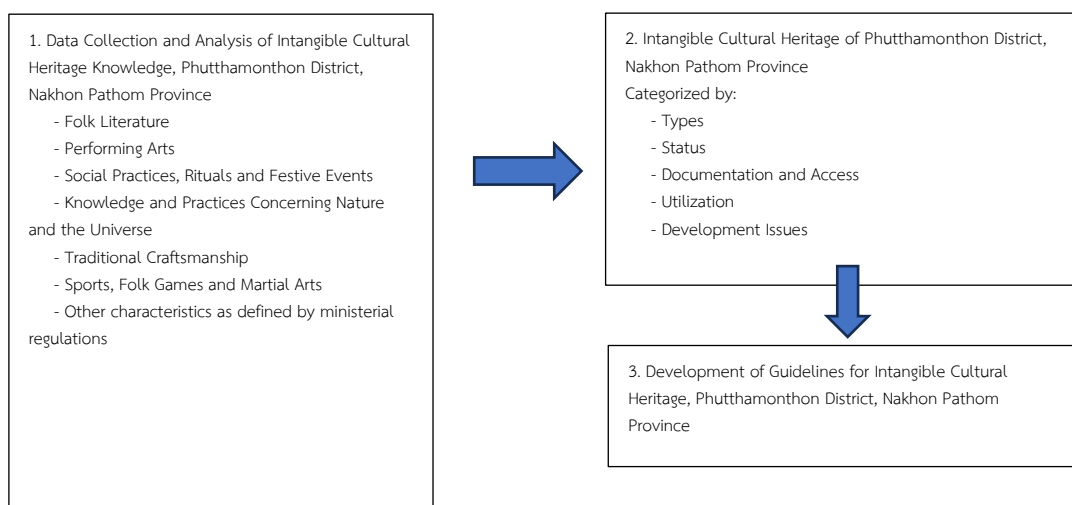 1. Data Collection and Analysis of Intangible Cultural
Heritage Knowledge, Phutthamonthon District,
Nakhon Pathom Province
- Folk Literature
- Performing Arts
- Social Practices, Rituals and Festive Events
- Knowledge and Practices Concerning Nature
and the Universe
- Traditional Craftsmanship
- Sports, Folk Games and Martial Arts
- Other characteristics as defined by ministerial
regulations
2. Intangible Cultural Heritage of Phutthamonthon District,
Nakhon Pathom Province
Categorized by:
- Types
- Status
- Documentation and Access
- Utilization
- Development Issues
3. Development of Guidelines for Intangible Cultural
Heritage, Phutthamonthon District, Nakhon Pathom
Province